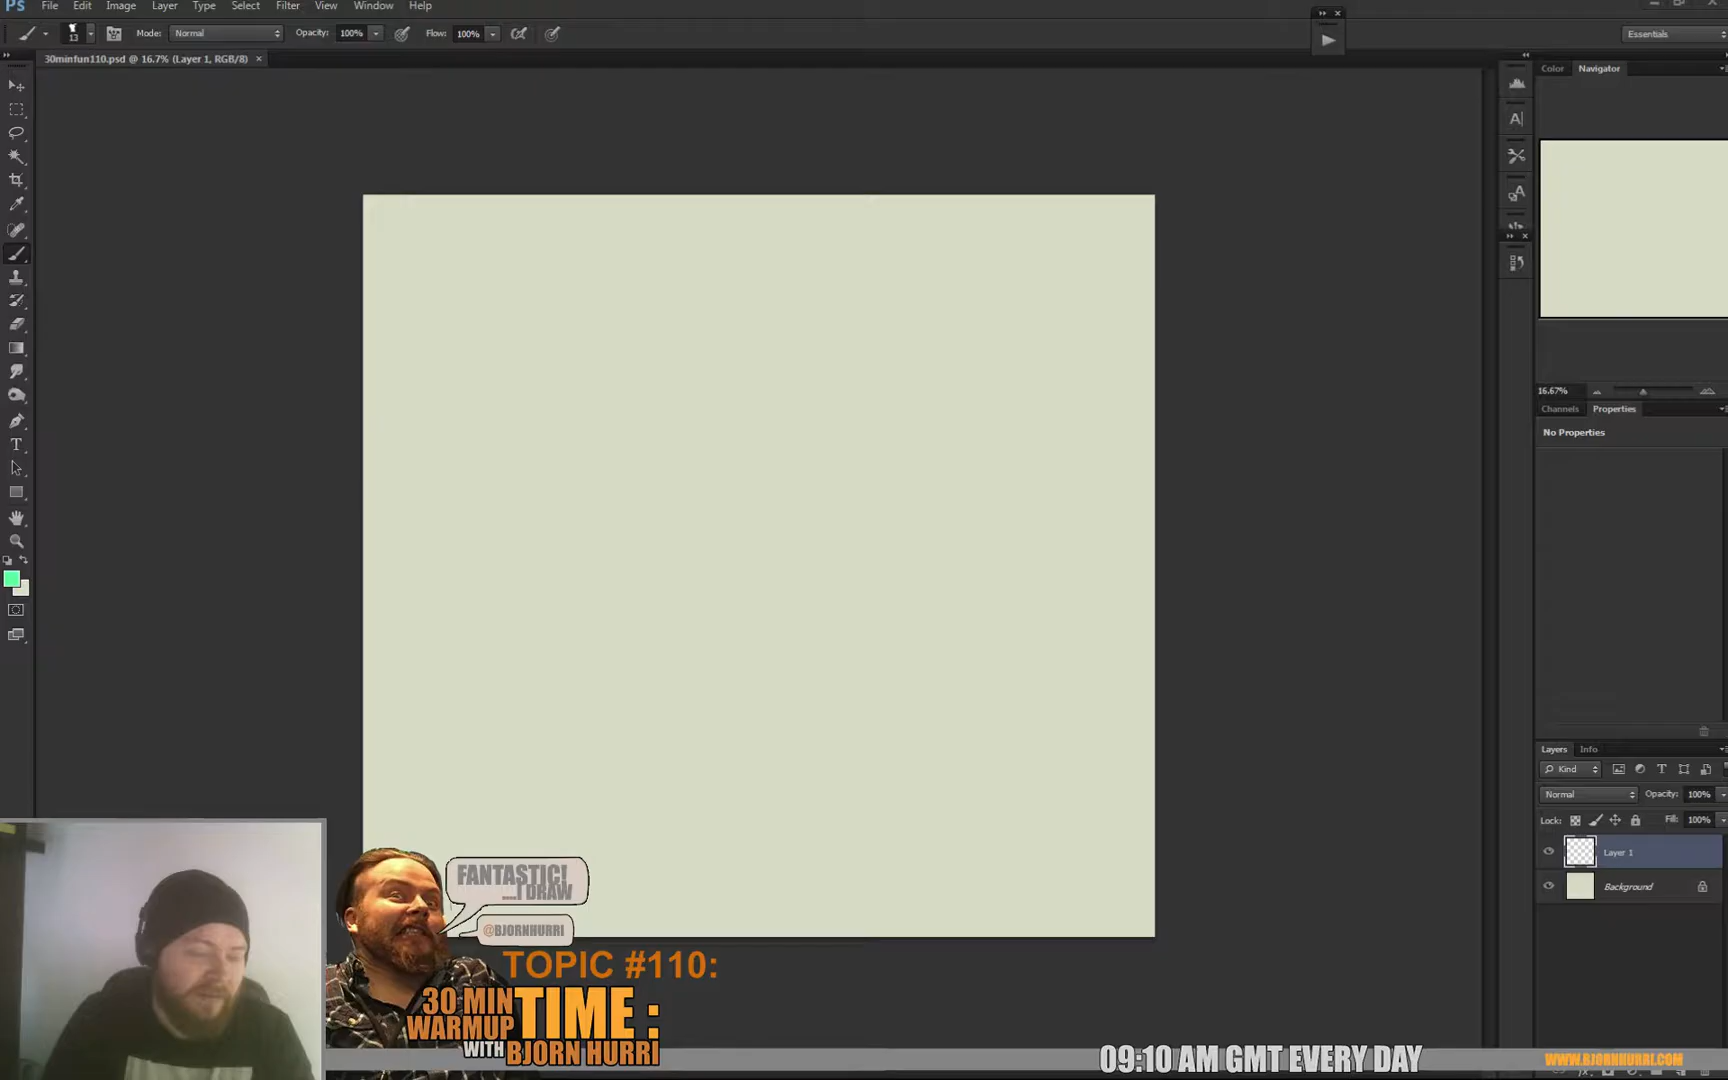 Ps File Edit Image Layer Type Select Filter View Window Help
13 Mode: Normal Opacity: 100% Flow: 100% Essentials
30minfun110.psd @ 16.7% (Layer 1, RGB/8) ×
Color Navigator
16.67%
Channels Properties
No Properties
Layers Info
Kind
Normal Opacity: 100%
Lock: Fill: 100%
Layer 1
Background
FANTASTIC!
....I DRAW
@BJORNHURRI
TOPIC #110:
30 MIN
WARMUP
WITH
TIME :
BJORN HURRI
09:10 AM GMT EVERY DAY
WWW.BJORNHURRI.COM